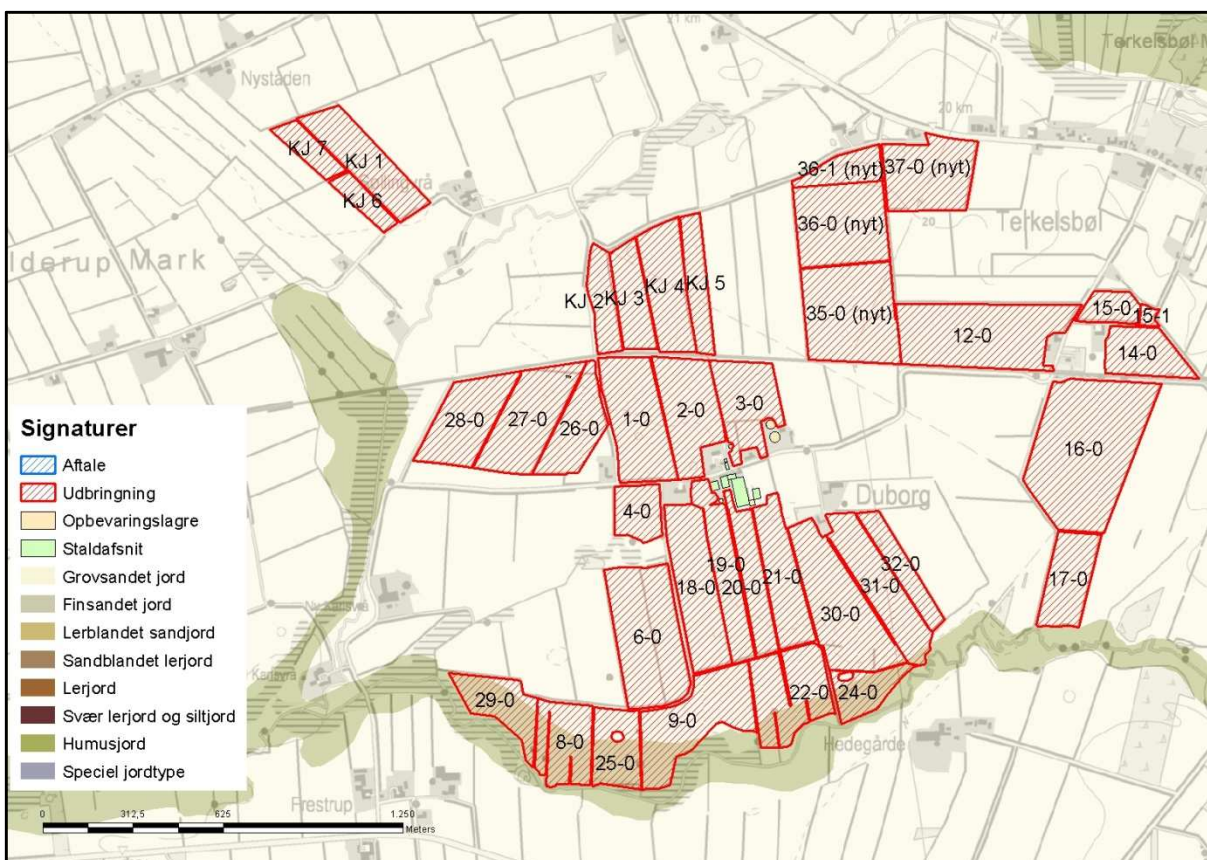 21 km
Terkelsbøl M
Nystaden
20 km
KJ 7
KJ 1
KJ 6
36-1 (nyt)
37-0 (nyt)
36-0 (nyt)
20
Terkelsbøl
lderup Mark
KJ 2
KJ 3
KJ 4
KJ 5
35-0 (nyt)
12-0
15-0
15-1
14-0
28-0
27-0
26-0
1-0
2-0
3-0
16-0
Duborg
4-0
19-0
18-0
20-0
21-0
32-0
31-0
30-0
17-0
6-0
29-0
22-0
24-0
9-0
8-0
25-0
Hedegårde
Frestrup
Signaturer
Aftale
Udbringning
Opbevaringslagre
Staldafsnit
Grovsandet jord
Finsandet jord
Lerblandet sandjord
Sandblandet lerjord
Lerjord
Svær lerjord og siltjord
Humusjord
Speciel jordtype
0 312,5 625 1.250
Meters